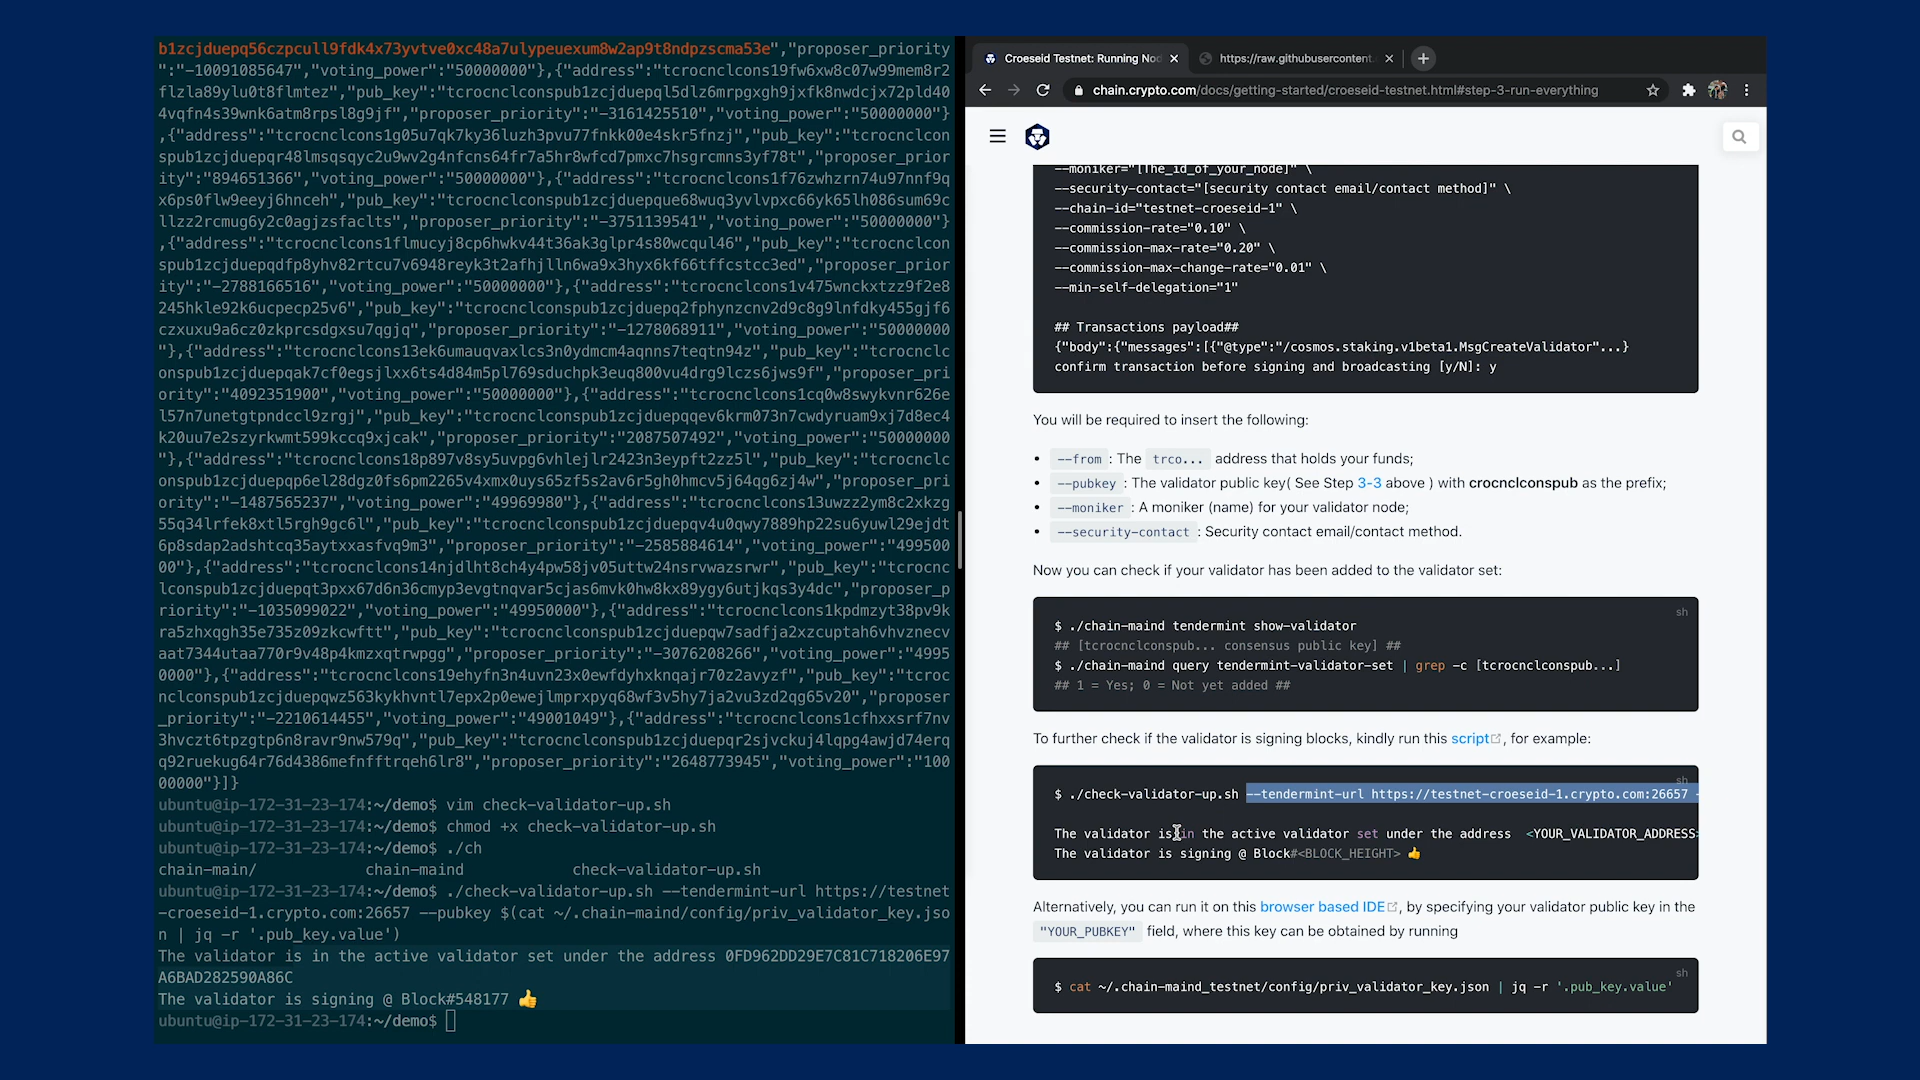 b1zcjduepq56czpcull9fdk4x73yvtve0xc48a7ulypeuexum8w2ap9t8ndpzscma53e","proposer_priority
":"-10091085647","voting_power":"50000000"},{"address":"tcrocnclcons19fw6xw8c07w99mem8r2
flzla89ylu0t8flmtez","pub_key":"tcrocnclconspub1zcjduepql5dlz6mrpgxgh9jxfk8nwdcjx72pld40
4vqfn4s39wnk6atm8rpsl8g9jf","proposer_priority":"-3161425510","voting_power":"50000000"}
,{"address":"tcrocnclcons1g05u7qk7ky36luzh3pvu77fnkk00e4skr5fnzj","pub_key":"tcrocnclcon
spub1zcjduepqr48lmsqsqyc2u9wv2g4nfcns64fr7a5hr8wfcd7pmxc7hsgrcmns3yf78t","proposer_prior
ity":"894651366","voting_power":"50000000"},{"address":"tcrocnclcons1f76zwhzrn74u97nnf9q
x6ps0flw9eeyj6hnceh","pub_key":"tcrocnclconspub1zcjduepque68wuq3yvlvpxc66yk65lh086sum69c
llzz2rcmug6y2c0agjzsfaclts","proposer_priority":"-3751139541","voting_power":"50000000"}
,{"address":"tcrocnclcons1flmucyj8cp6hwkv44t36ak3glpr4s80wcqul46","pub_key":"tcrocnclcon
spub1zcjduepqdfp8yhv82rtcu7v6948reyk3t2afhjlln6wa9x3hyx6kf66tffcstcc3ed","proposer_prior
ity":"-2788166516","voting_power":"50000000"},{"address":"tcrocnclcons1v475wnckxtzz9f2e8
245hkle92k6ucpecp25v6","pub_key":"tcrocnclconspub1zcjduepq2fphynzcnv2d9c8g9lnfdky455gjf6
czxuxu9a6cz0zkprcsdgxsu7qgjq","proposer_priority":"-1278068911","voting_power":"50000000
"},{"address":"tcrocnclcons13ek6umauqvaxlcs3n0ydmcm4aqnns7teqtn94z","pub_key":"tcrocnclc
onspub1zcjduepqak7cf0egsjlxx6ts4d84m5pl769sduchpk3euq800vu4drg9lczs6jws9f","proposer_pri
ority":"4092351900","voting_power":"50000000"},{"address":"tcrocnclcons1cq0w8swykvnr626e
l57n7unetgtpndccl9zrgj","pub_key":"tcrocnclconspub1zcjduepqqev6krm073n7cwdyruam9xj7d8ec4
k20uu7e2szyrkwmt599kccq9xjcak","proposer_priority":"2087507492","voting_power":"50000000
"},{"address":"tcrocnclcons18p897v8sy5uvpg6vhlejlr2423n3eypft2zz5l","pub_key":"tcrocnclc
onspub1zcjduepqp6el28dgz0fs6pm2265v4xmx0uys65zf5s2av6r5gh0hmcv5j64qg6zj4w","proposer_pri
ority":"-1487565237","voting_power":"49969980"},{"address":"tcrocnclcons13uwzz2ym8c2xkzg
55q34lrfek8xtl5rgh9gc6l","pub_key":"tcrocnclconspub1zcjduepqv4u0qwy7889hp22su6yuwl29ejdt
6p8sdap2adshtcq35aytxxasfvq9m3","proposer_priority":"-2585884614","voting_power":"499500
00"},{"address":"tcrocnclcons14njdlht8ch4y4pw58jv05uttw24nsrvwazsrwr","pub_key":"tcrocnc
lconspub1zcjduepqt3pxx67d6n36cmyp3evgtnqvar5cjas6mvk0hw8kx89ygy6utjkqs3y4dc","proposer_p
riority":"-1035099022","voting_power":"49950000"},{"address":"tcrocnclcons1kpdmzyt38pv9k
ra5zhxqgh35e735z09zkcwftt","pub_key":"tcrocnclconspub1zcjduepqw7sadfja2xzcuptah6vhvznecv
aat7344utaa770r9v48p4kmzxqtrwpgg","proposer_priority":"-3076208266","voting_power":"4995
0000"},{"address":"tcrocnclcons19ehyfn3n4uvn23x0ewfdyhxknqajr70z2avyzf","pub_key":"tcroc
nclconspub1zcjduepqwz563kykhvntl7epx2p0ewejlmprxpyq68wf3v5hy7ja2vu3zd2qg65v20","proposer
_priority":"-2210614455","voting_power":"49001049"},{"address":"tcrocnclcons1cfhxxsrf7nv
3hvczt6tpzgtp6n8ravr9nw579q","pub_key":"tcrocnclconspub1zcjduepqr2sjvckuj4lqpg4awjd74erq
q92ruekug64r76d4386mefnfftrqeh6lr8","proposer_priority":"2648773945","voting_power":"100
00000"}]}
ubuntu@ip-172-31-23-174:~/demo$ vim check-validator-up.sh
ubuntu@ip-172-31-23-174:~/demo$ chmod +x check-validator-up.sh
ubuntu@ip-172-31-23-174:~/demo$ ./ch
chain-main/ chain-maind check-validator-up.sh
ubuntu@ip-172-31-23-174:~/demo$ ./check-validator-up.sh --tendermint-url https://testnet
-croeseid-1.crypto.com:26657 --pubkey $(cat ~/.chain-maind/config/priv_validator_key.jso
n | jq -r '.pub_key.value')
The validator is in the active validator set under the address 0FD962DD29E7C81C718206E97
A6BAD282590A86C
The validator is signing @ Block#548177 👍
ubuntu@ip-172-31-23-174:~/demo$
Croeseid Testnet: Running Nod
https://raw.githubusercontent.
chain.crypto.com/docs/getting-started/croeseid-testnet.html#step-3-run-everything
--moniker="[The_id_of_your_node]" \
--security-contact="[security contact email/contact method]" \
--chain-id="testnet-croeseid-1" \
--commission-rate="0.10" \
--commission-max-rate="0.20" \
--commission-max-change-rate="0.01" \
--min-self-delegation="1"
## Transactions payload##
{"body":{"messages":[{"@type":"/cosmos.staking.v1beta1.MsgCreateValidator"...}
confirm transaction before signing and broadcasting [y/N]: y
You will be required to insert the following:
• --from : The trco... address that holds your funds;
• --pubkey : The validator public key( See Step 3-3 above ) with crocnclconspub as the prefix;
• --moniker : A moniker (name) for your validator node;
• --security-contact : Security contact email/contact method.
Now you can check if your validator has been added to the validator set:
sh
$ ./chain-maind tendermint show-validator
## [tcrocnclconspub... consensus public key] ##
$ ./chain-maind query tendermint-validator-set | grep -c [tcrocnclconspub...]
## 1 = Yes; 0 = Not yet added ##
To further check if the validator is signing blocks, kindly run this script, for example:
sh
$ ./check-validator-up.sh --tendermint-url https://testnet-croeseid-1.crypto.com:26657 -
The validator is in the active validator set under the address <YOUR_VALIDATOR_ADDRESS>
The validator is signing @ Block#<BLOCK_HEIGHT> 👍
Alternatively, you can run it on this browser based IDE, by specifying your validator public key in the
"YOUR_PUBKEY" field, where this key can be obtained by running
sh
$ cat ~/.chain-maind_testnet/config/priv_validator_key.json | jq -r '.pub_key.value'